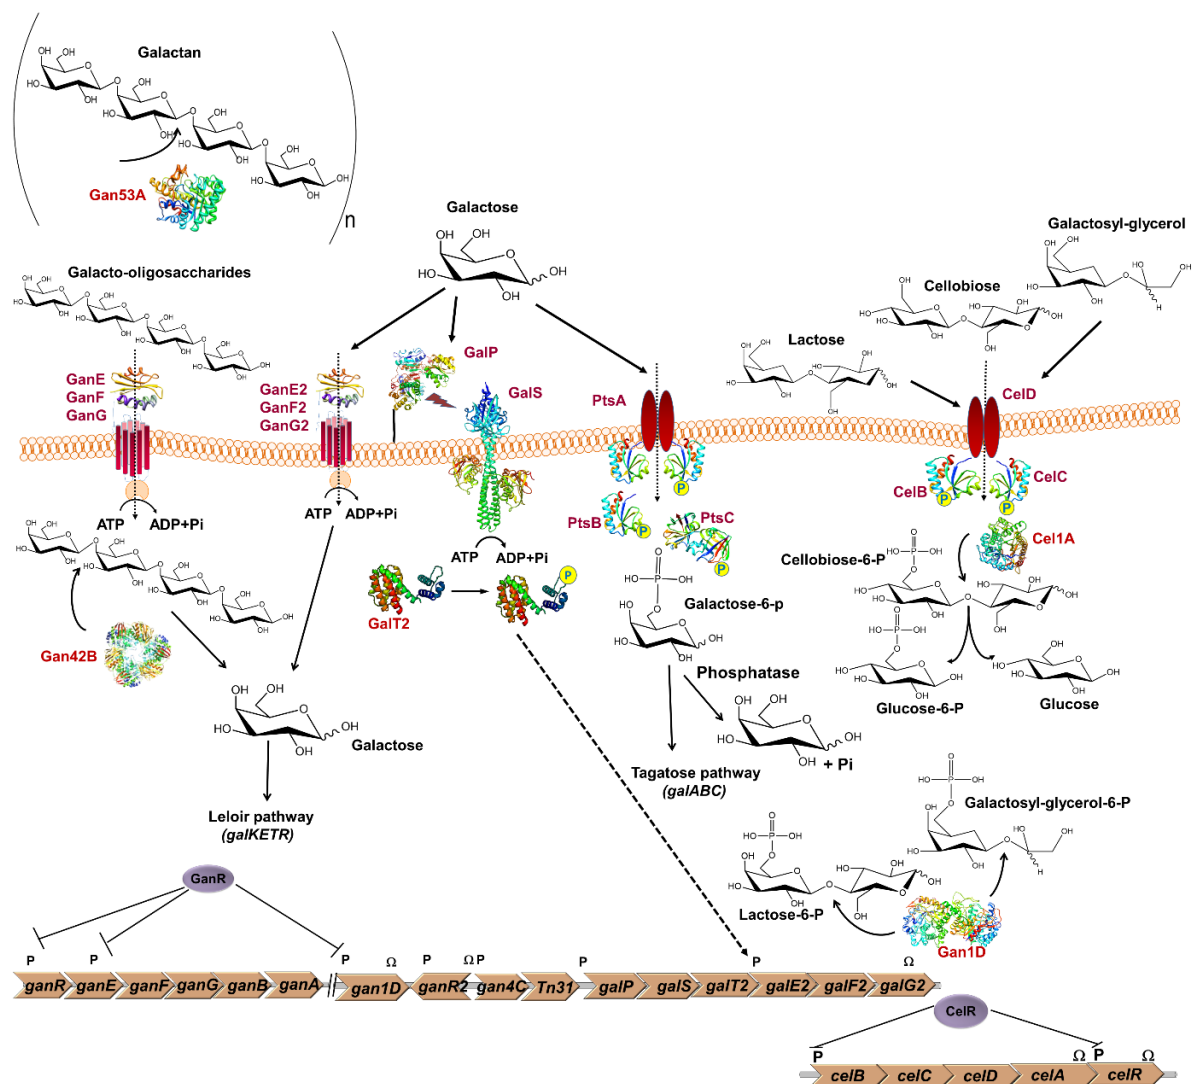 Galactan
Gan53A
n
Galactose
Galactosyl-glycerol
Galacto-oligosaccharides
Cellobiose
Lactose
GalP
GanE
GanF
GanG
GanE2
GanF2
GanG2
GalS
PtsA
CelD
CelC
CelB
P
P
PtsB
P
PtsC
P
ATP
ADP+Pi
ATP
ADP+Pi
ATP
ADP+Pi
Cel1A
Cellobiose-6-P
P
GalT2
Galactose-6-p
Gan42B
Phosphatase
Glucose-6-P
Glucose
Galactose
+ Pi
Tagatose pathway
(galABC)
Leloir pathway
(galKETR)
Galactosyl-glycerol-6-P
Lactose-6-P
Gan1D
GanR
P P P Ω P Ω P P P Ω
ganR ganE ganF ganG ganB ganA gan1D ganR2 gan4C Tn31 galP galS galT2 galE2 galF2 galG2
CelR
P Ω P Ω
celB celC celD celA celR